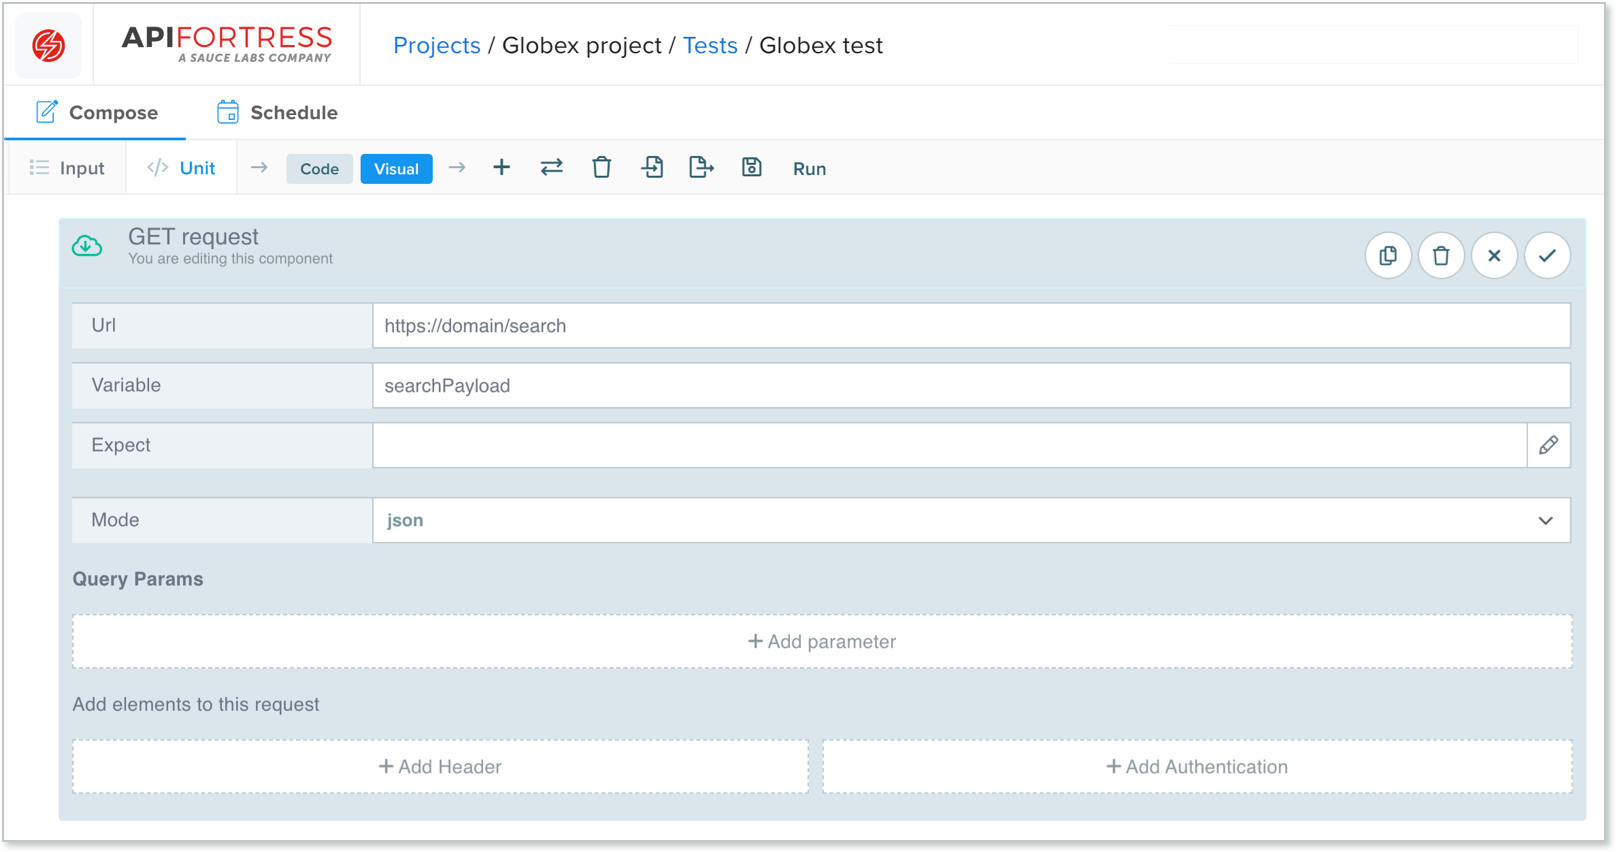 APIFORTRESS
A SAUCE LABS COMPANY
Projects / Globex project / Tests / Globex test
Compose
Schedule
Input
Unit
Code
Visual
Run
GET request
You are editing this component
Url
https://domain/search
Variable
searchPayload
Expect
Mode
json
Query Params
+ Add parameter
Add elements to this request
+ Add Header
+ Add Authentication